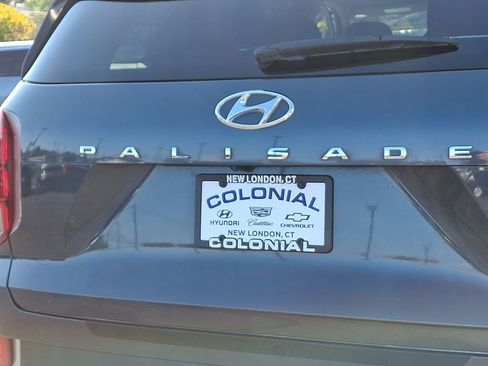 PALISADE
NEW LONDON, CT
COLONIAL
HYUNDAI Cadillac CHEVROLET
NEW LONDON, CT
COLONIAL